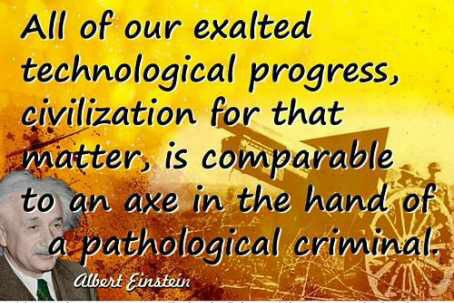 All of our exalted
technological progress,
civilization for that
matter, is comparable
to an axe in the hand of
a pathological criminal.
Albert Einstein